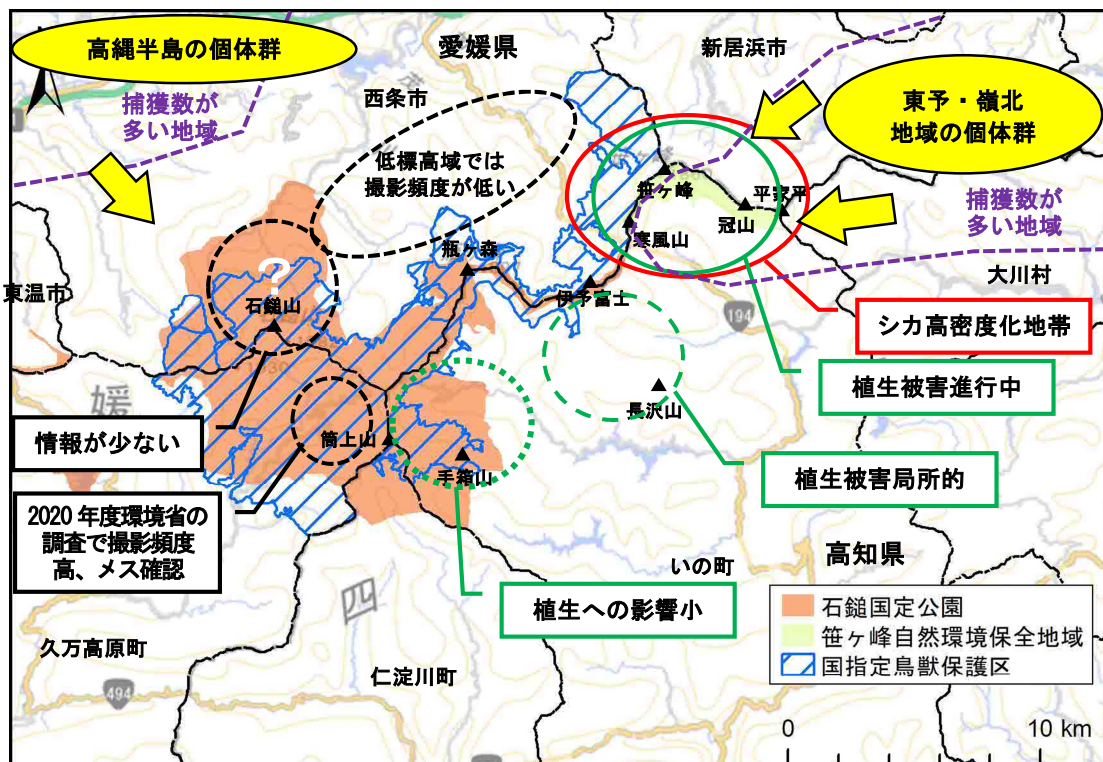 高縄半島の個体群
愛媛県
新居浜市
捕獲数が
多い地域
西条市
東予・嶺北
地域の個体群
低標高域では
撮影頻度が低い
笹ヶ峰
平家平
冠山
捕獲数が
多い地域
寒風山
瓶ヶ森
大川村
東温市
?
石鎚山
伊予富士
194
シカ高密度化地帯
植生被害進行中
媛
長沢山
情報が少ない
筒上山
手箱山
植生被害局所的
2020年度環境省の
調査で撮影頻度
高、メス確認
いの町
高知県
四
植生への影響小
石鎚国定公園
笹ヶ峰自然環境保全地域
国指定鳥獣保護区
久万高原町
仁淀川町
494
0
10 km